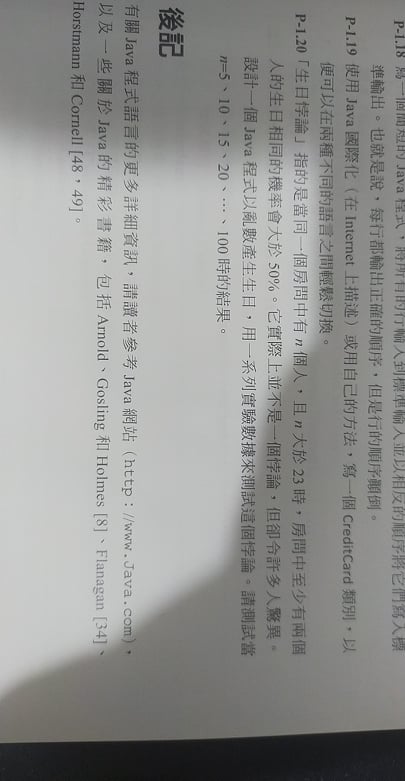 P-1.18 寫一個簡短的 Java 程式，將所有的行輸入到標準輸入並以相反的順序將它們寫入標
準輸出。也就是說，每行都輸出正確的順序，但是行的順序顛倒。
P-1.19 使用 Java 國際化（在 Internet 上描述）或用自己的方法，寫一個 CreditCard 類別，以
便可以在兩種不同的語言之間輕鬆切換。
P-1.20 「生日悖論」指的是當同一個房間中有 n 個人，且 n 大於 23 時，房間中至少有兩個
人的生日相同的機率會大於 50%。它實際上並不是一個悖論，但卻令許多人驚異。
設計一個 Java 程式以亂數產生生日，用一系列實驗數據來測試這個悖論。請測試當
n=5、10、15、20、…、100 時的結果。
後記
有關 Java 程式語言的更多詳細資訊，請讀者參考 Java 網站（http://www.Java.com），
以及一些關於 Java 的精彩書籍，包括 Arnold、Gosling 和 Holmes [8]、Flanagan [34]、
Horstmann 和 Cornell [48，49]。